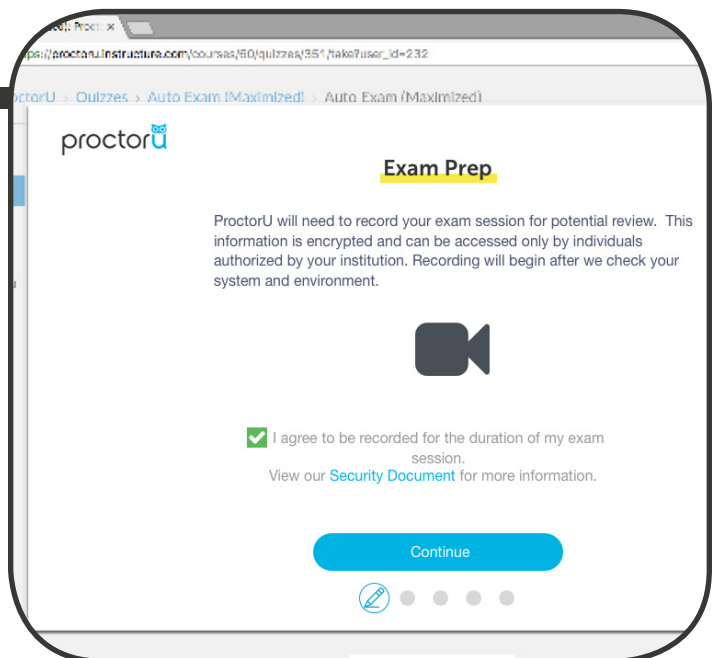 ://proctoru.instructure.com/courses/50/quizzes/351/take?user_id=232
Quizzes > Auto Exam (Maximized) > Auto Exam (Maximized)
proctorU
Exam Prep
ProctorU will need to record your exam session for potential review. This
information is encrypted and can be accessed only by individuals
authorized by your institution. Recording will begin after we check your
system and environment.
I agree to be recorded for the duration of my exam
session.
View our Security Document for more information.
Continue